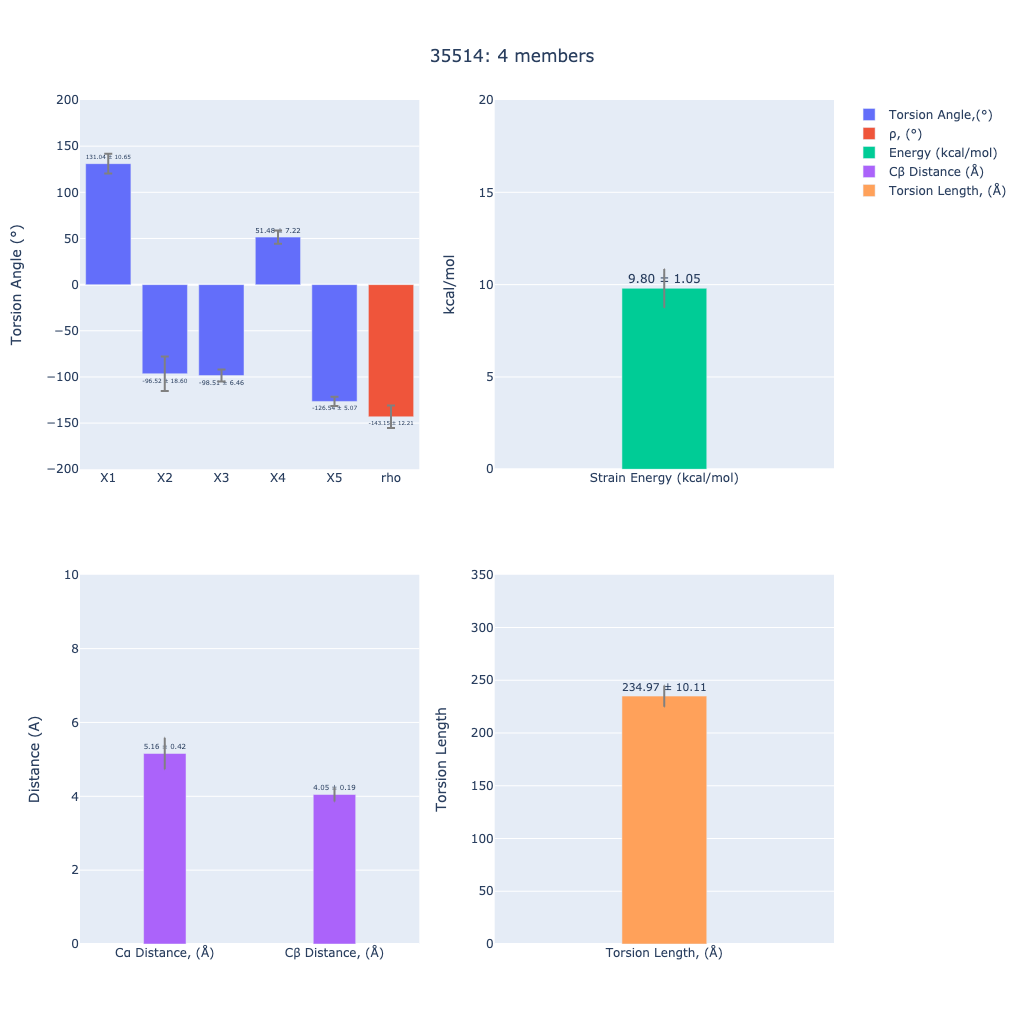 35514: 4 members
Torsion Angle (°)
200
150
100
50
0
−50
−100
−150
−200
131.04 ± 10.65
-96.52 ± 18.60
-98.51 ± 6.46
51.48 ± 7.22
-126.54 ± 5.07
-143.15 ± 12.21
X1 X2 X3 X4 X5 rho
kcal/mol
20
15
10
5
0
9.80 ± 1.05
Strain Energy (kcal/mol)
Torsion Angle,(°)
ρ, (°)
Energy (kcal/mol)
Cβ Distance (Å)
Torsion Length, (Å)
Distance (A)
10
8
6
4
2
0
5.16 ± 0.42
4.05 ± 0.19
Cα Distance, (Å) Cβ Distance, (Å)
Torsion Length
350
300
250
200
150
100
50
0
234.97 ± 10.11
Torsion Length, (Å)